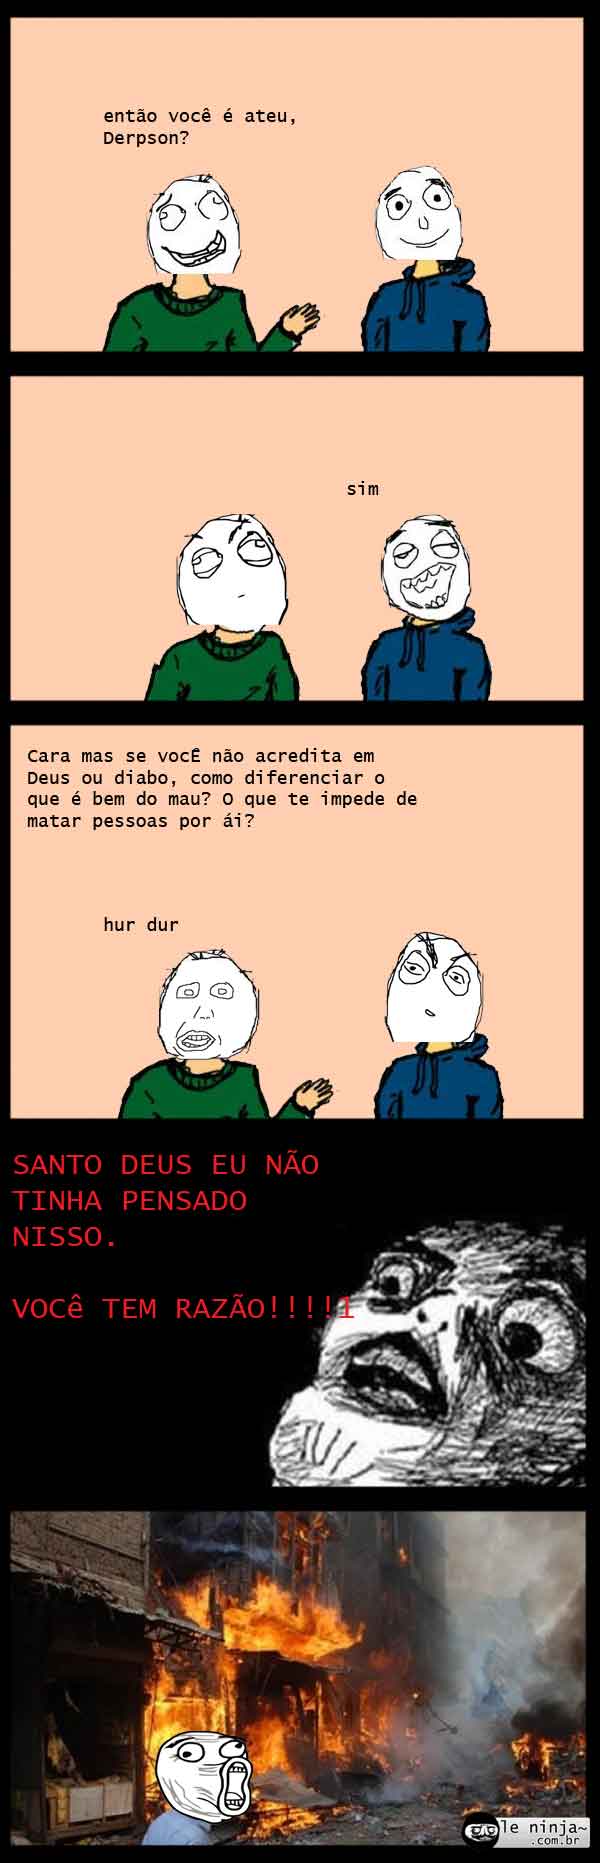 então você é ateu,
Derpson?
sim
Cara mas se vocÊ não acredita em
Deus ou diabo, como diferenciar o
que é bem do mau? O que te impede de
matar pessoas por ái?
hur dur
SANTO DEUS EU NÃO
TINHA PENSADO
NISSO.
VOCê TEM RAZÃO!!!!1
le ninja~
.com.br